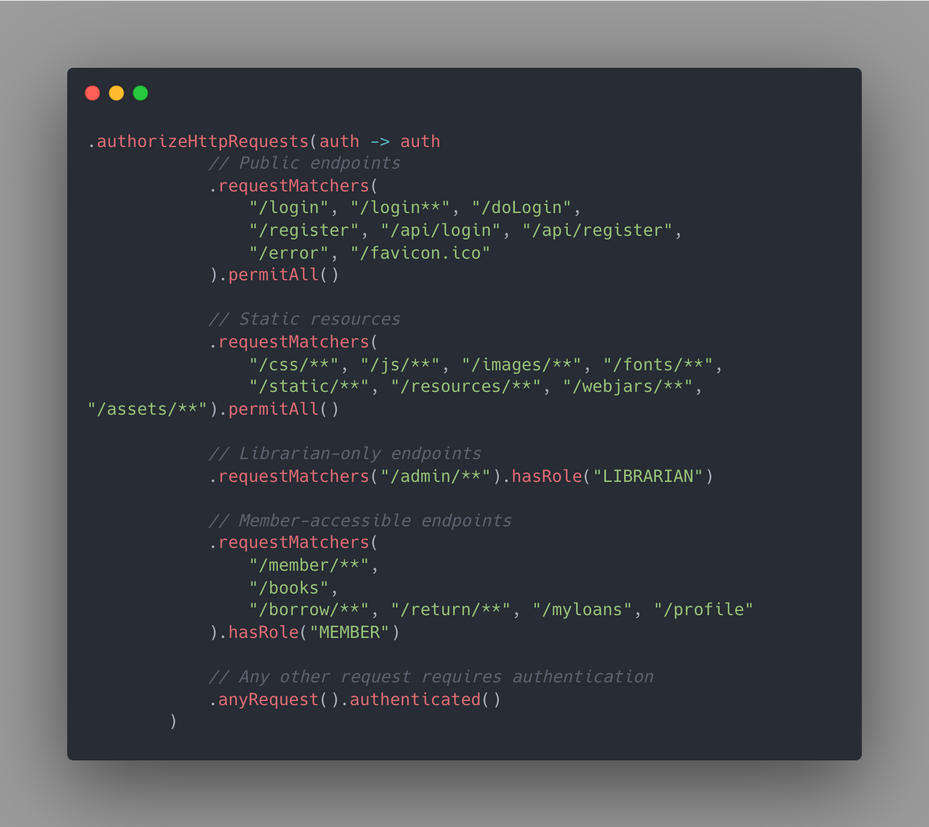 .authorizeHttpRequests(auth -> auth
            // Public endpoints
            .requestMatchers(
                "/login", "/login**", "/doLogin",
                "/register", "/api/login", "/api/register",
                "/error", "/favicon.ico"
            ).permitAll()

            // Static resources
            .requestMatchers(
                "/css/**", "/js/**", "/images/**", "/fonts/**",
                "/static/**", "/resources/**", "/webjars/**",
"/assets/**").permitAll()

            // Librarian-only endpoints
            .requestMatchers("/admin/**").hasRole("LIBRARIAN")

            // Member-accessible endpoints
            .requestMatchers(
                "/member/**",
                "/books",
                "/borrow/**", "/return/**", "/myloans", "/profile"
            ).hasRole("MEMBER")

            // Any other request requires authentication
            .anyRequest().authenticated()
        )